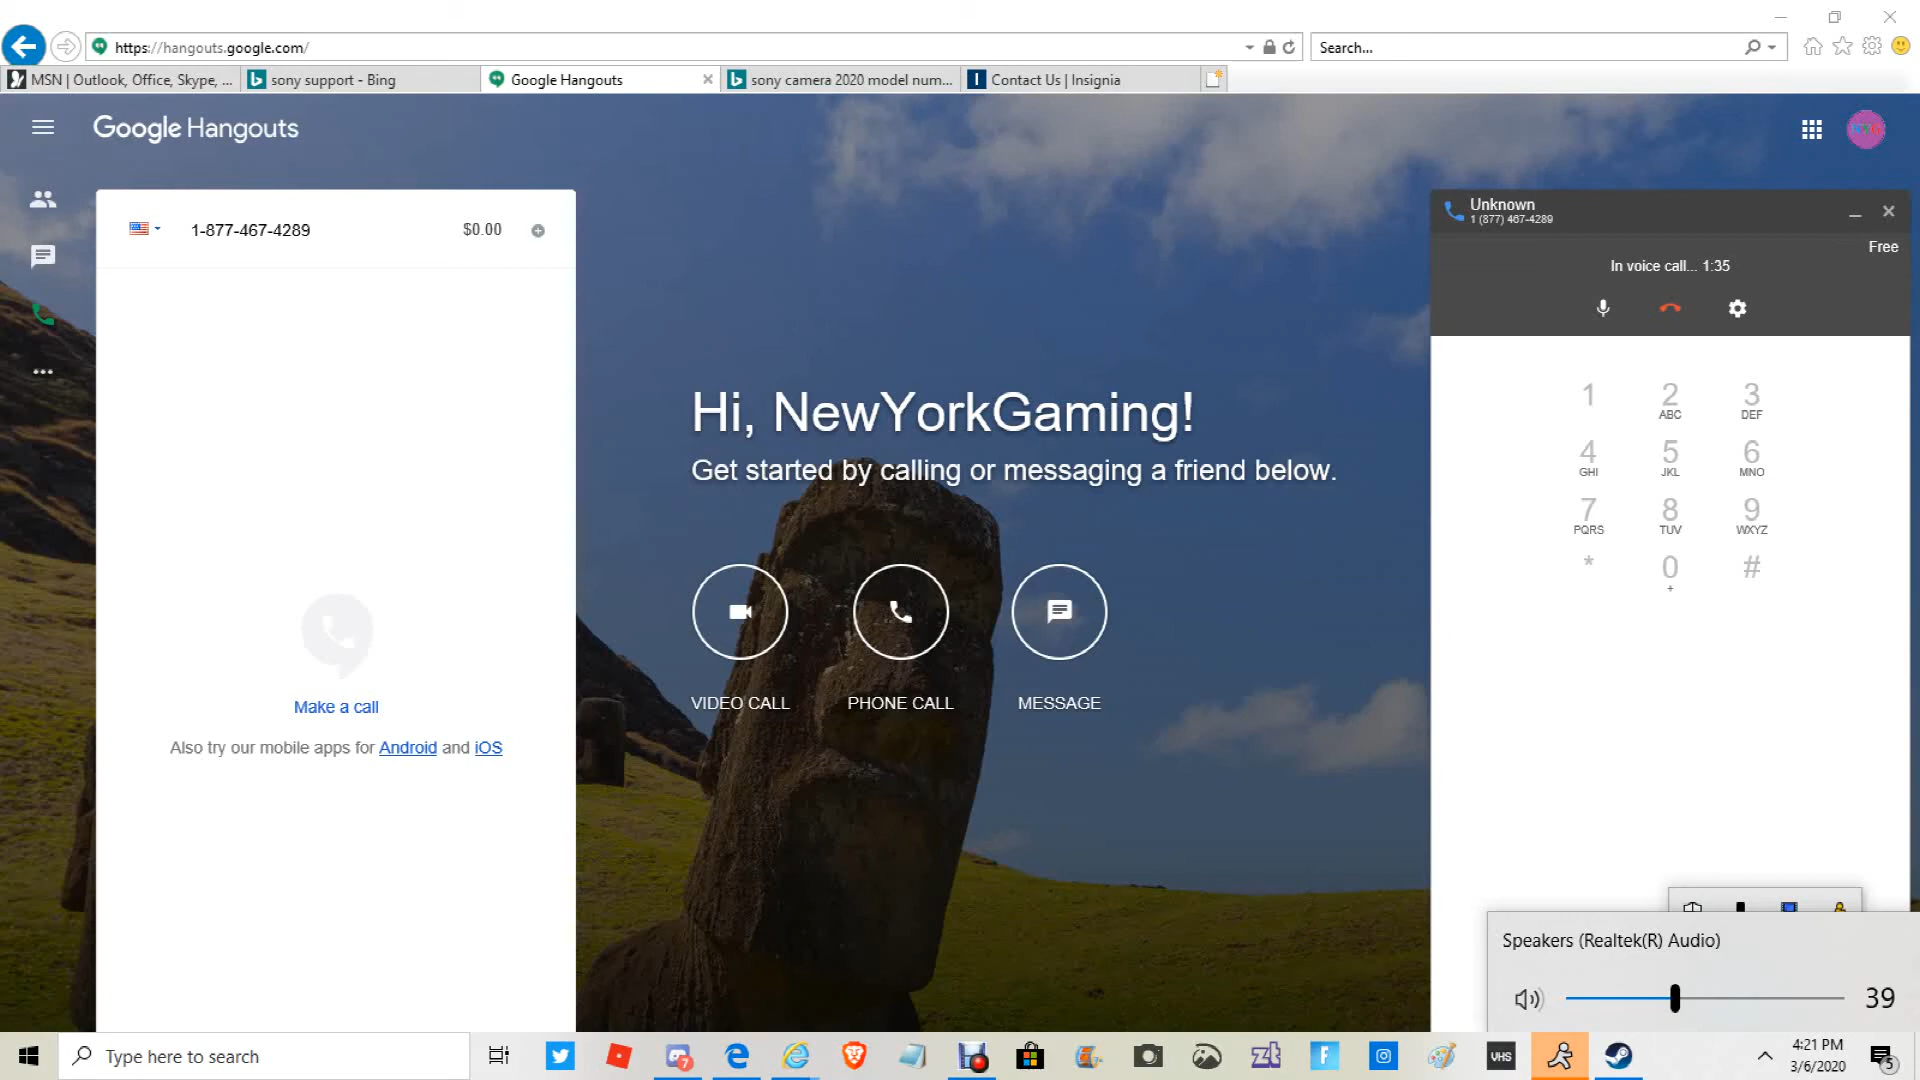 https://hangouts.google.com/
Search...
MSN | Outlook, Office, Skype, ...
sony support - Bing
Google Hangouts
sony camera 2020 model num...
Contact Us | Insignia
Google Hangouts
1-877-467-4289
$0.00
Unknown
1 (877) 467-4289
Free
In voice call... 1:35
1
2
ABC
3
DEF
4
GHI
5
JKL
6
MNO
7
PQRS
8
TUV
9
WXYZ
*
0
+
#
Hi, NewYorkGaming!
Get started by calling or messaging a friend below.
VIDEO CALL
PHONE CALL
MESSAGE
Make a call
Also try our mobile apps for Android and iOS
Speakers (Realtek(R) Audio)
39
Type here to search
7
zt
F
VHS
4:21 PM
3/6/2020
5